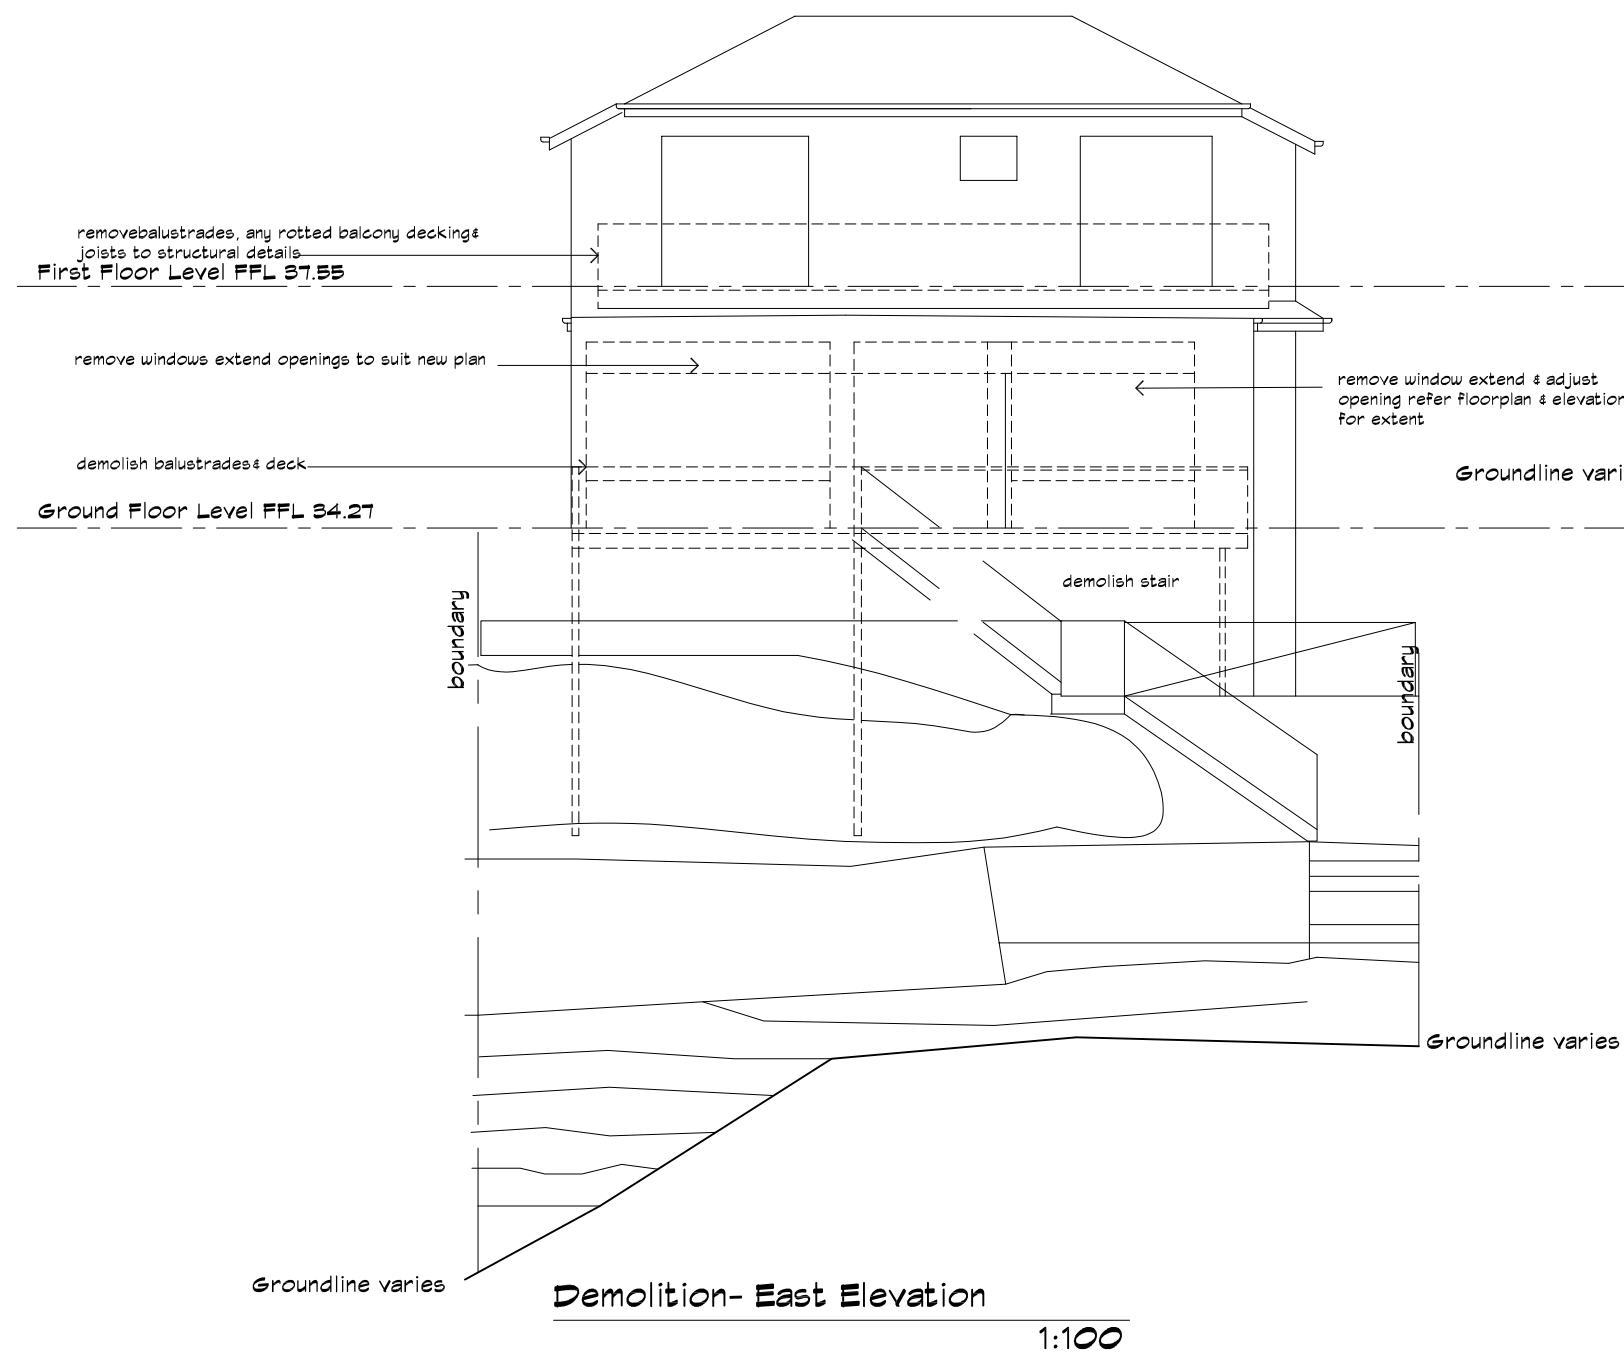 removebalustrades, any rotted balcony decking&
joists to structural details
First Floor Level FFL 37.55
remove windows extend openings to suit new plan
remove window extend & adjust
opening refer floorplan & elevation
for extent
demolish balustrades& deck
Groundline vari
Ground Floor Level FFL 34.27
demolish stair
boundary
boundary
Groundline varies
Groundline varies
Demolition- East Elevation
1:100